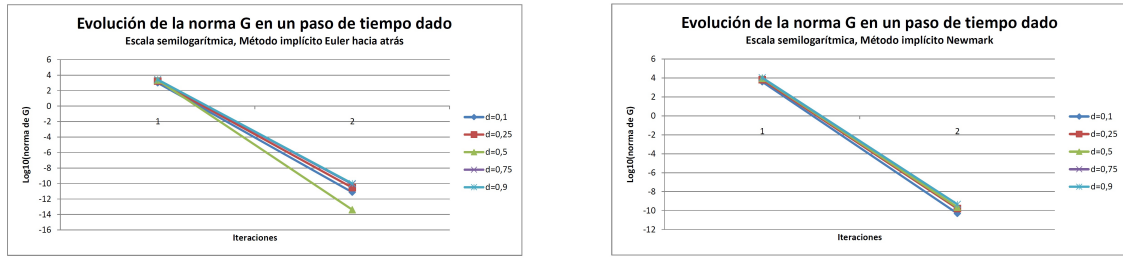 Evolución de la norma G en un paso de tiempo dado
Escala semilogarítmica, Método implícito Euler hacia atrás
Log10(norma de G)
6
4
2
0
-2
-4
-6
-8
-10
-12
-14
-16
1
2
Iteraciones
d=0,1
d=0,25
d=0,5
d=0,75
d=0,9
Evolución de la norma G en un paso de tiempo dado
Escala semilogarítmica, Método implícito Newmark
Log10(norma de G)
6
4
2
0
-2
-4
-6
-8
-10
-12
1
2
Iteraciones
d=0,1
d=0,25
d=0,5
d=0,75
d=0,9